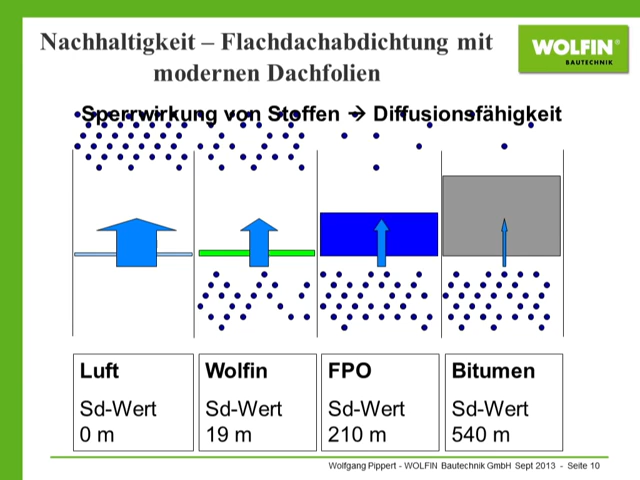 Nachhaltigkeit – Flachdachabdichtung mit
modernen Dachfolien
WOLFIN®
BAUTECHNIK
Sperrwirkung von Stoffen → Diffusionsfähigkeit
Luft
Sd-Wert
0 m
Wolfin
Sd-Wert
19 m
FPO
Sd-Wert
210 m
Bitumen
Sd-Wert
540 m
Wolfgang Pippert - WOLFIN Bautechnik GmbH Sept 2013 - Seite 10